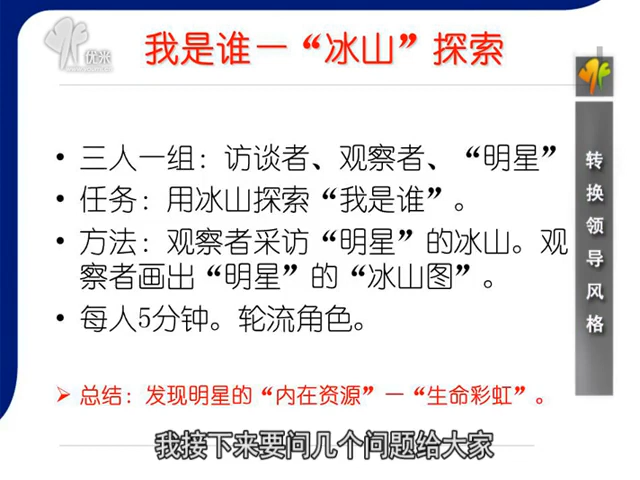 优米
我是谁—“冰山”探索
• 三人一组：访谈者、观察者、“明星”
• 任务：用冰山探索“我是谁”。
• 方法：观察者采访“明星”的冰山。观
察者画出“明星”的“冰山图”。
• 每人5分钟。轮流角色。
➢ 总结：发现明星的“内在资源”—“生命彩虹”。
转换领导风格
我接下来要问几个问题给大家